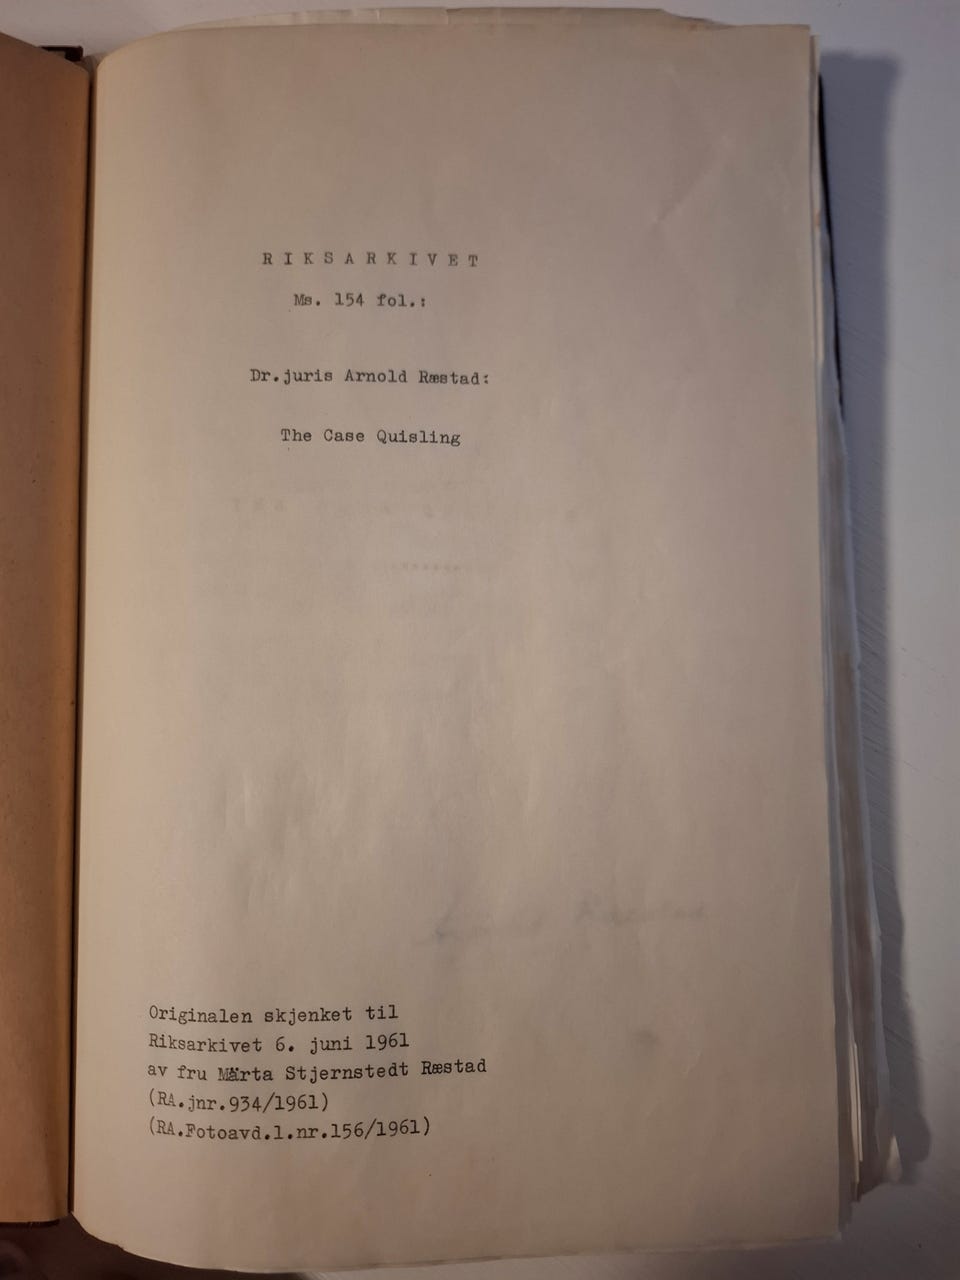 RIKSARKIVET
Ms. 154 fol.:
Dr.juris Arnold Ræstad:
The Case Quisling
Originalen skjenket til
Riksarkivet 6. juni 1961
av fru Märta Stjernstedt Ræstad
(RA.jnr.934/1961)
(RA.Fotoavd.l.nr.156/1961)